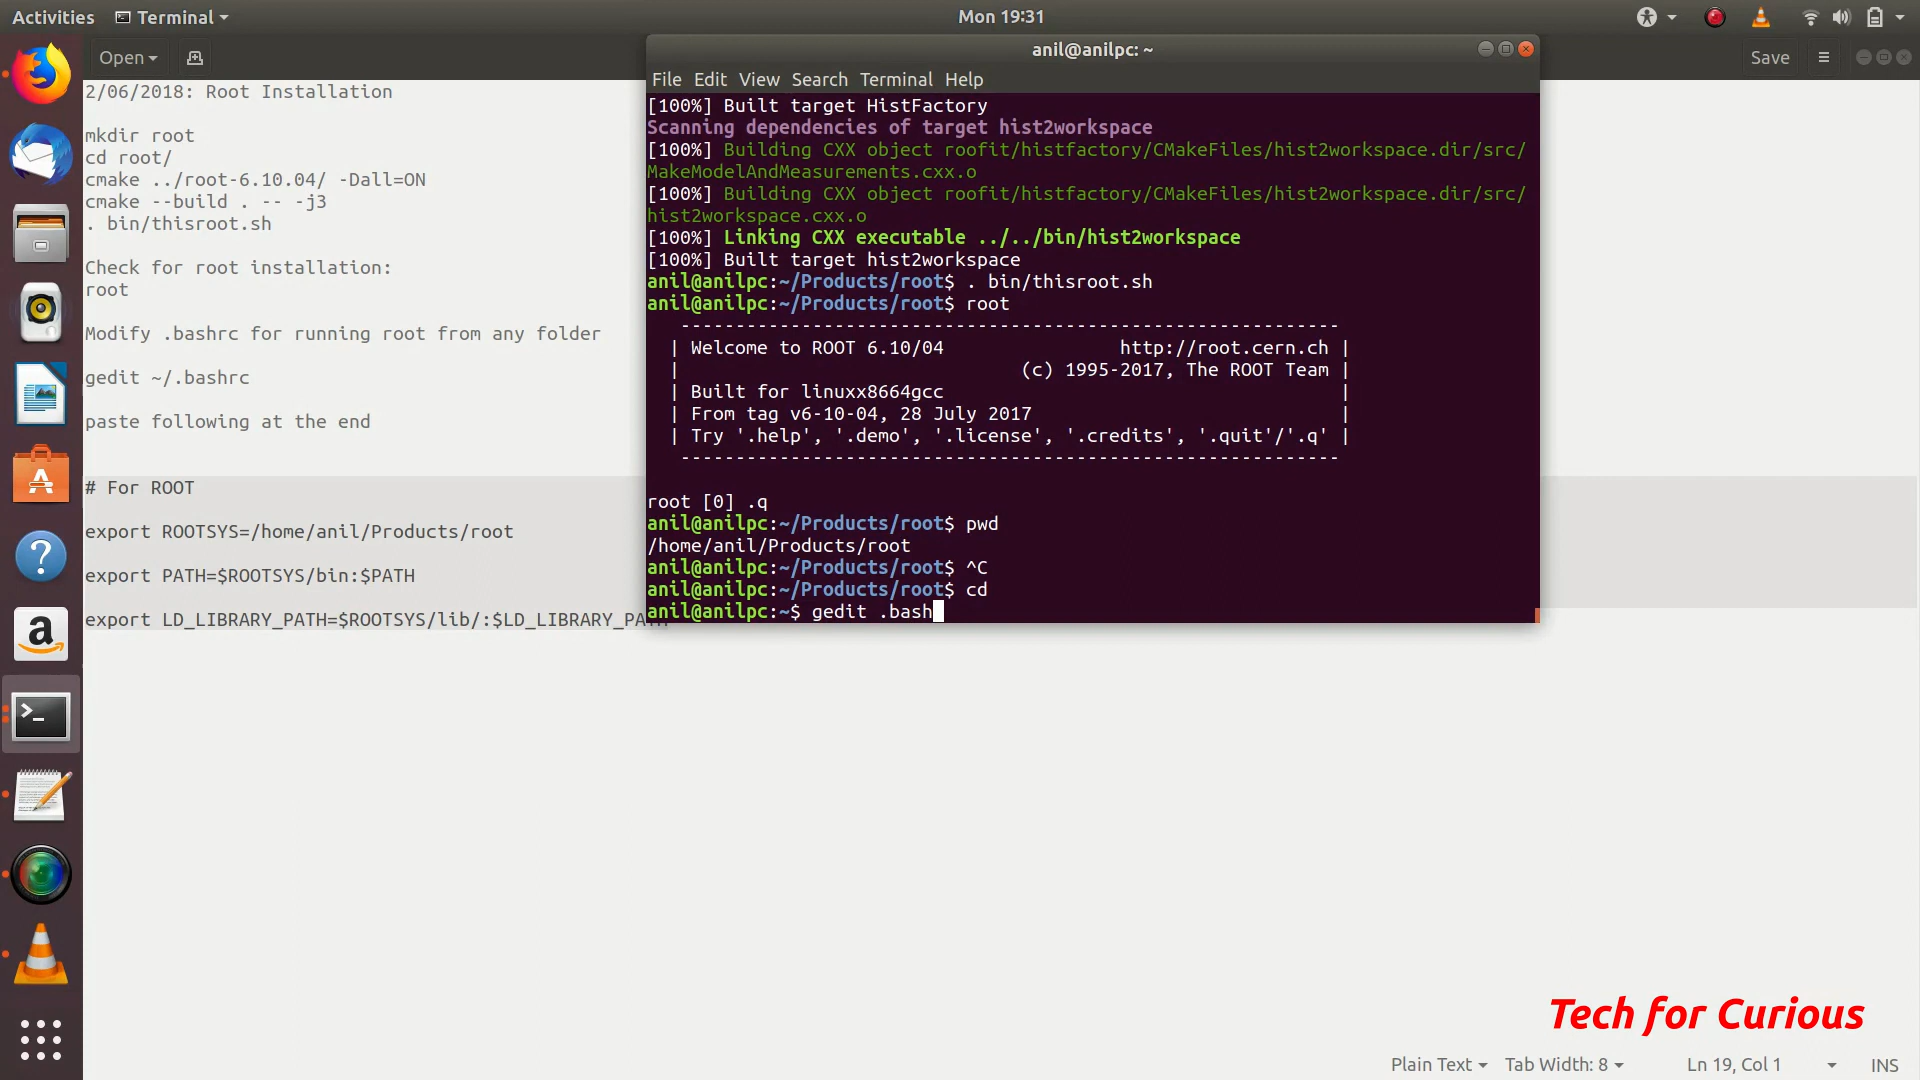 Activities Terminal Mon 19:31
Open Save
2/06/2018: Root Installation
mkdir root
cd root/
cmake ../root-6.10.04/ -Dall=ON
cmake --build . -- -j3
. bin/thisroot.sh
Check for root installation:
root
Modify .bashrc for running root from any folder
gedit ~/.bashrc
paste following at the end
# For ROOT
export ROOTSYS=/home/anil/Products/root
export PATH=$ROOTSYS/bin:$PATH
export LD_LIBRARY_PATH=$ROOTSYS/lib/:$LD_LIBRARY_PATH
anil@anilpc: ~
File Edit View Search Terminal Help
[100%] Built target HistFactory
Scanning dependencies of target hist2workspace
[100%] Building CXX object roofit/histfactory/CMakeFiles/hist2workspace.dir/src/
MakeModelAndMeasurements.cxx.o
[100%] Building CXX object roofit/histfactory/CMakeFiles/hist2workspace.dir/src/
hist2workspace.cxx.o
[100%] Linking CXX executable ../../bin/hist2workspace
[100%] Built target hist2workspace
anil@anilpc:~/Products/root$ . bin/thisroot.sh
anil@anilpc:~/Products/root$ root
------------------------------------------------------------
| Welcome to ROOT 6.10/04 http://root.cern.ch |
| (c) 1995-2017, The ROOT Team |
| Built for linuxx8664gcc |
| From tag v6-10-04, 28 July 2017 |
| Try '.help', '.demo', '.license', '.credits', '.quit'/'.q' |
------------------------------------------------------------
root [0] .q
anil@anilpc:~/Products/root$ pwd
/home/anil/Products/root
anil@anilpc:~/Products/root$ ^C
anil@anilpc:~/Products/root$ cd
anil@anilpc:~$ gedit .bash
Tech for Curious
Plain Text Tab Width: 8 Ln 19, Col 1 INS